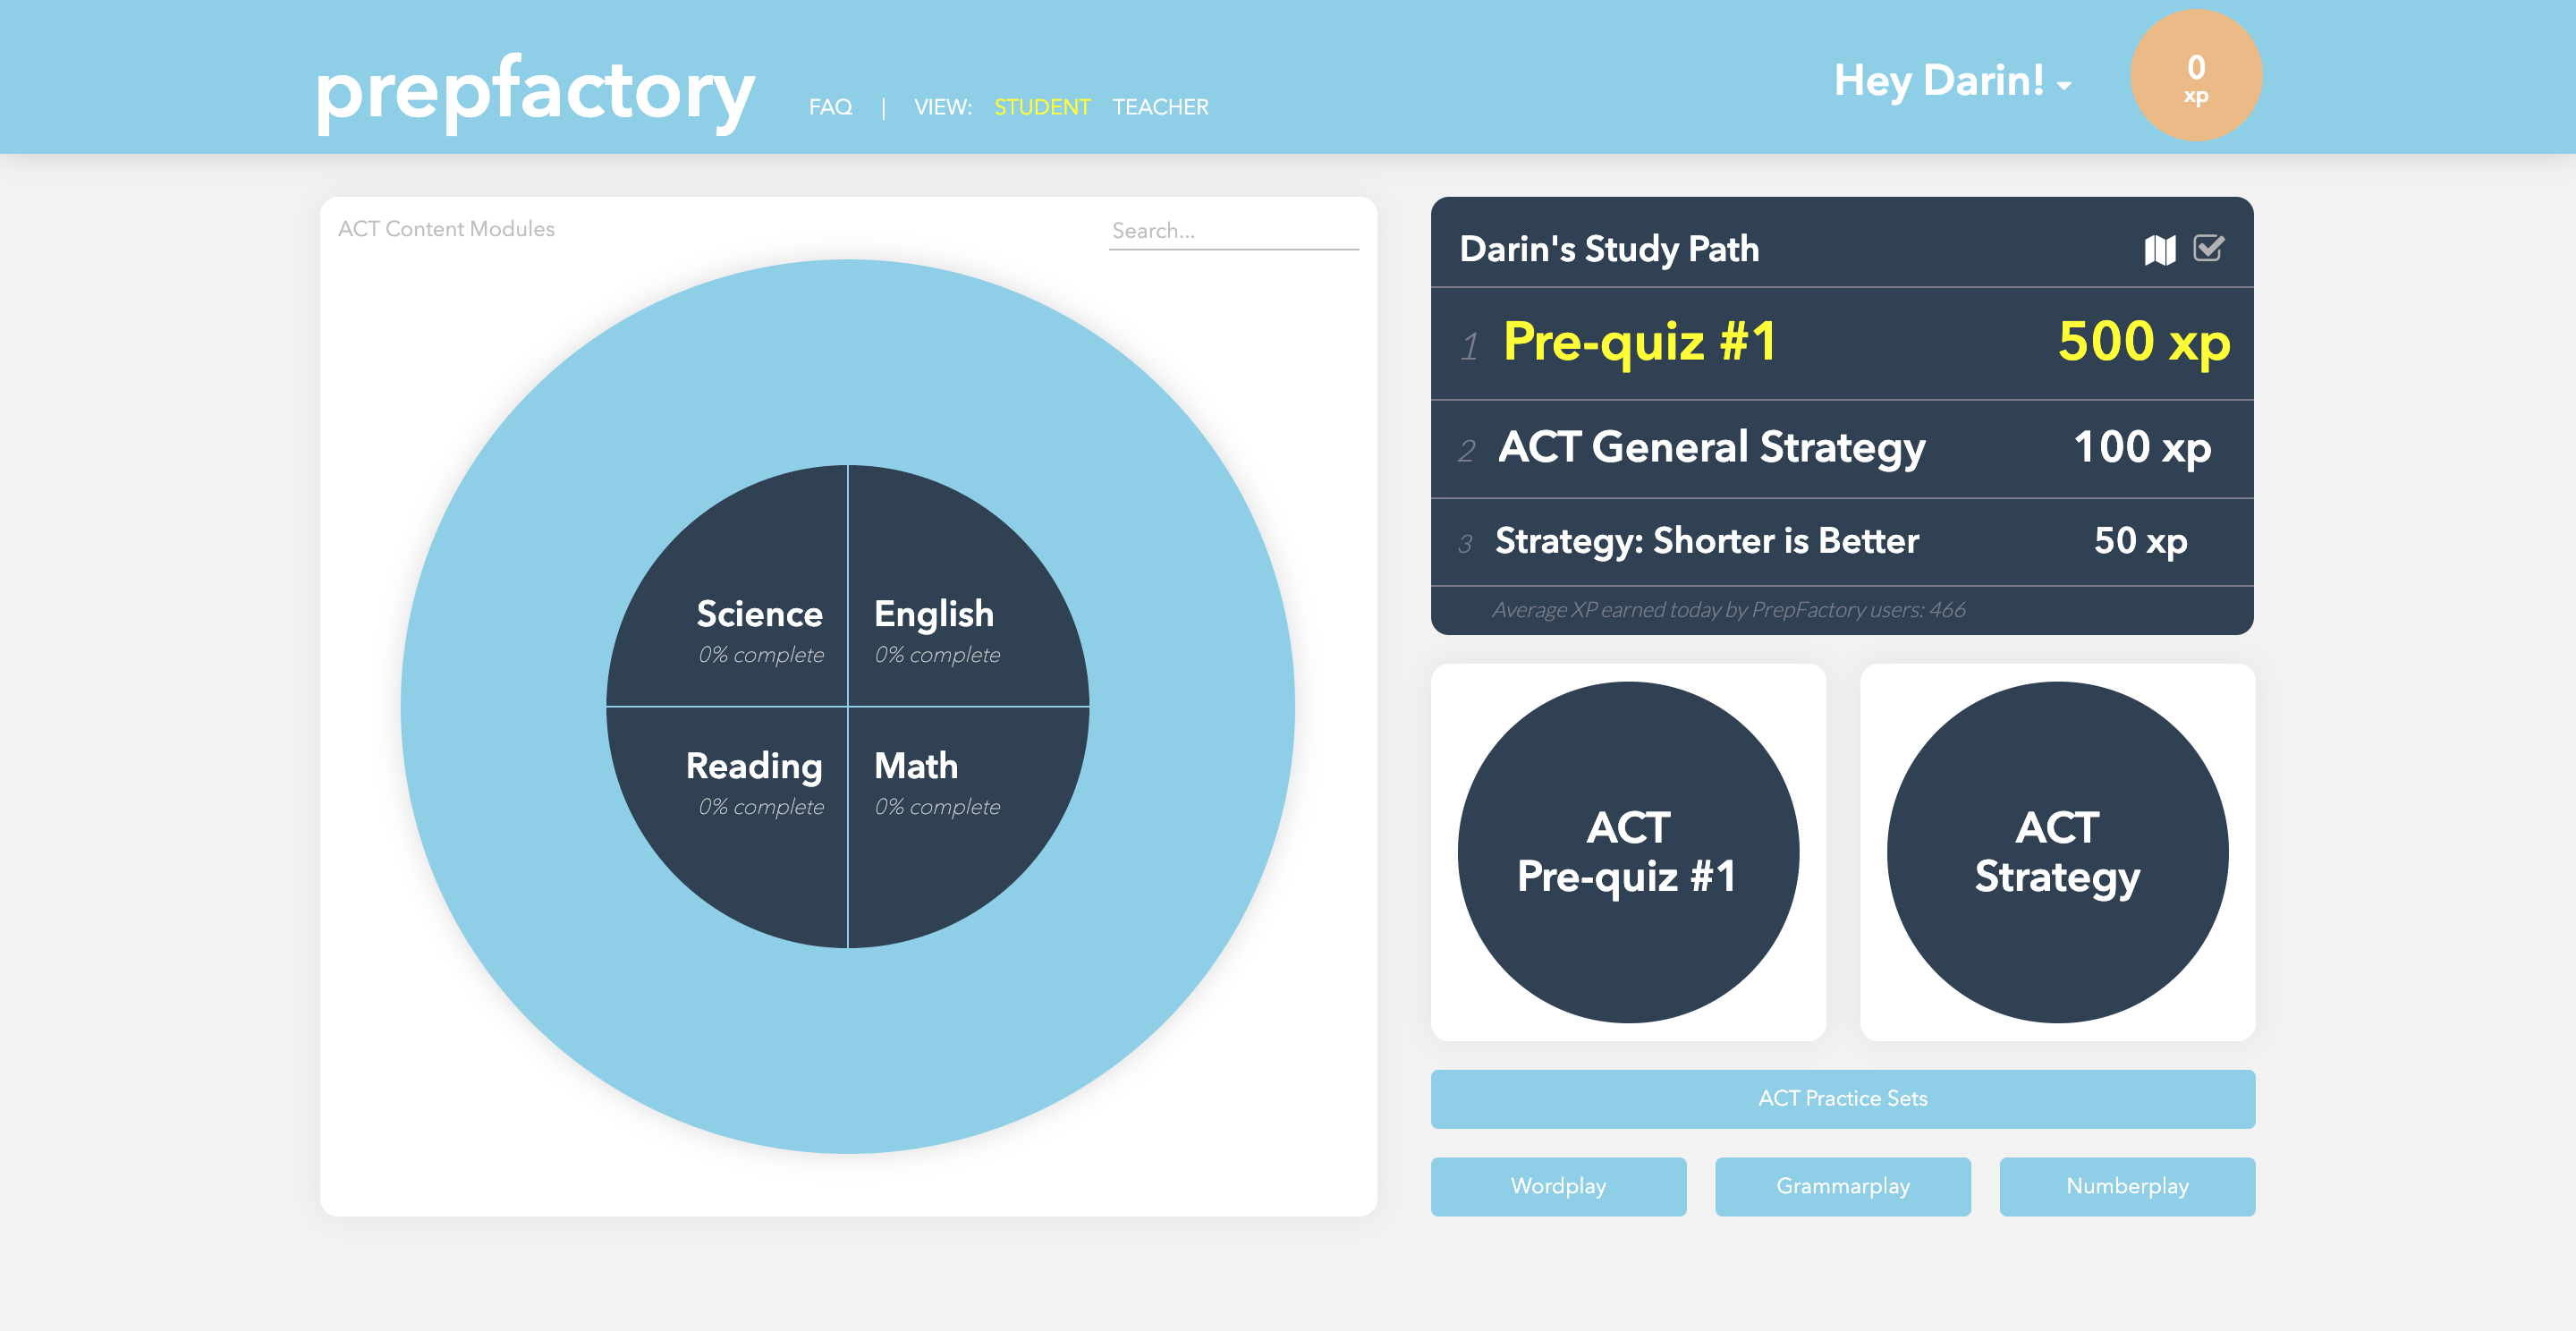 prepfactory
FAQ | VIEW: STUDENT TEACHER
Hey Darin!
0
xp
ACT Content Modules
Search...
Science
0% complete
English
0% complete
Reading
0% complete
Math
0% complete
Darin's Study Path
1 Pre-quiz #1 500 xp
2 ACT General Strategy 100 xp
3 Strategy: Shorter is Better 50 xp
Average XP earned today by PrepFactory users: 466
ACT
Pre-quiz #1
ACT
Strategy
ACT Practice Sets
Wordplay
Grammarplay
Numberplay